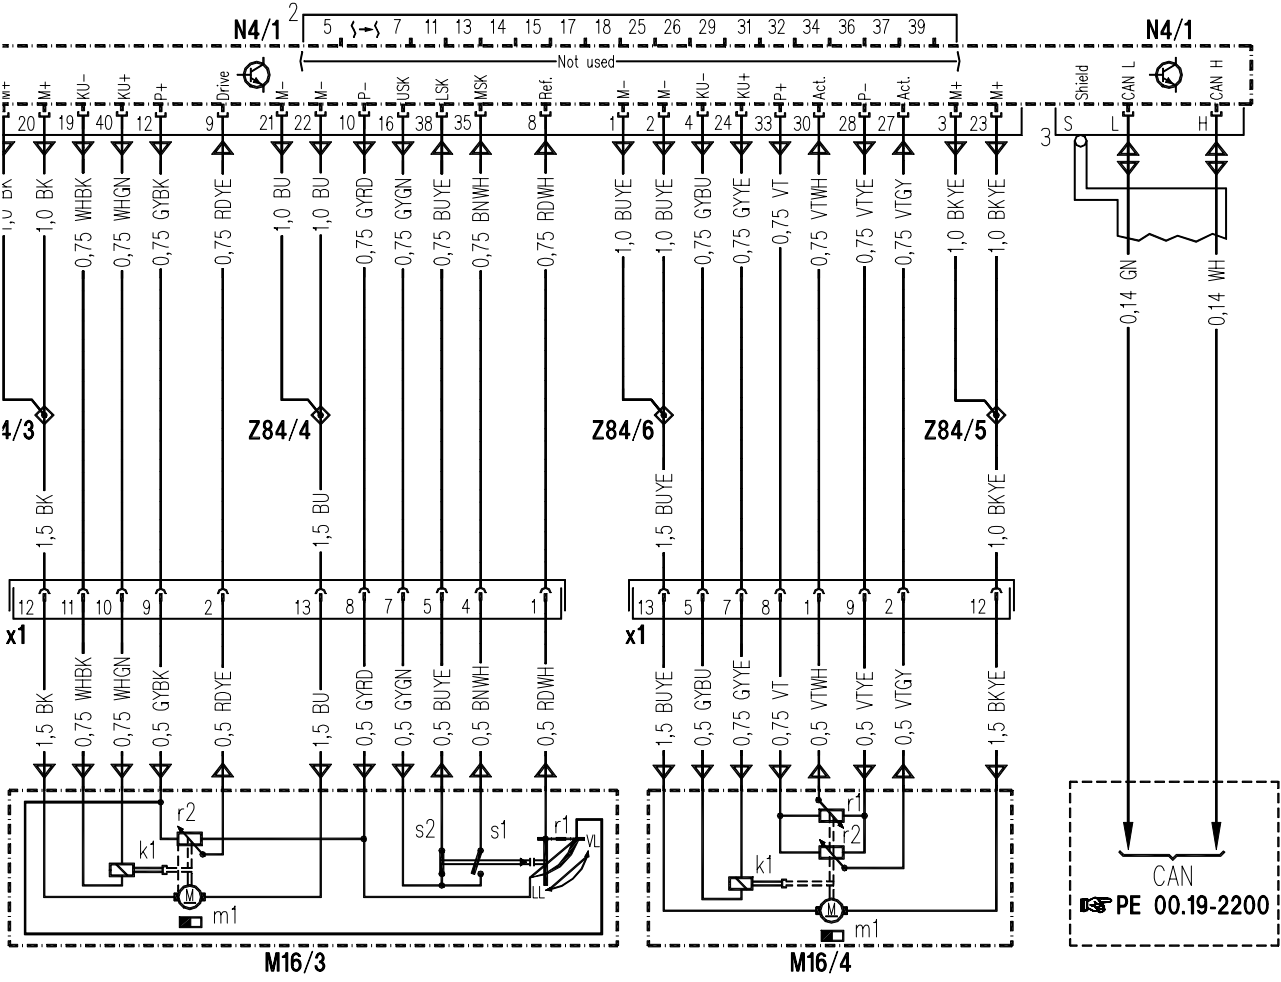 N4/1 2 5 7 11 13 14 15 17 18 25 26 29 31 32 34 36 37 39 N4/1
Not used
M+ M+ KU- KU+ P+ Drive M- M- P- USK LSK MSK Ref. M- M- KU- KU+ P+ Act. P- Act. M+ M+ Shield CAN L CAN H
20 19 40 12 9 21 22 10 16 38 35 8 1 2 4 24 33 30 28 27 3 23 3 S L H
1,0 BK 1,0 BK 0,75 WHBK 0,75 WHGN 0,75 GYBK 0,75 RDYE 1,0 BU 1,0 BU 0,75 GYRD 0,75 GYGN 0,75 BUYE 0,75 BNWH 0,75 RDWH 1,0 BUYE 1,0 BUYE 0,75 GYBU 0,75 GYYE 0,75 VT 0,75 VTWH 0,75 VTYE 0,75 VTGY 1,0 BKYE 1,0 BKYE 0,14 GN 0,14 WH
4/3 Z84/4 Z84/6 Z84/5
1,5 BK 1,5 BU 1,5 BUYE 1,0 BKYE
12 11 10 9 2 13 8 7 5 4 1 13 5 7 8 1 9 2 12
x1 x1
1,5 BK 0,75 WHBK 0,75 WHGN 0,5 GYBK 0,5 RDYE 1,5 BU 0,5 GYRD 0,5 GYGN 0,5 BUYE 0,5 BNWH 0,5 RDWH 1,5 BUYE 0,5 GYBU 0,75 GYYE 0,75 VT 0,5 VTWH 0,5 VTYE 0,5 VTGY 1,5 BKYE
r2 s2 s1 r1 r1
VL r2
k1 k1
LL
M M
m1 m1
CAN
PE 00.19-2200
M16/3 M16/4